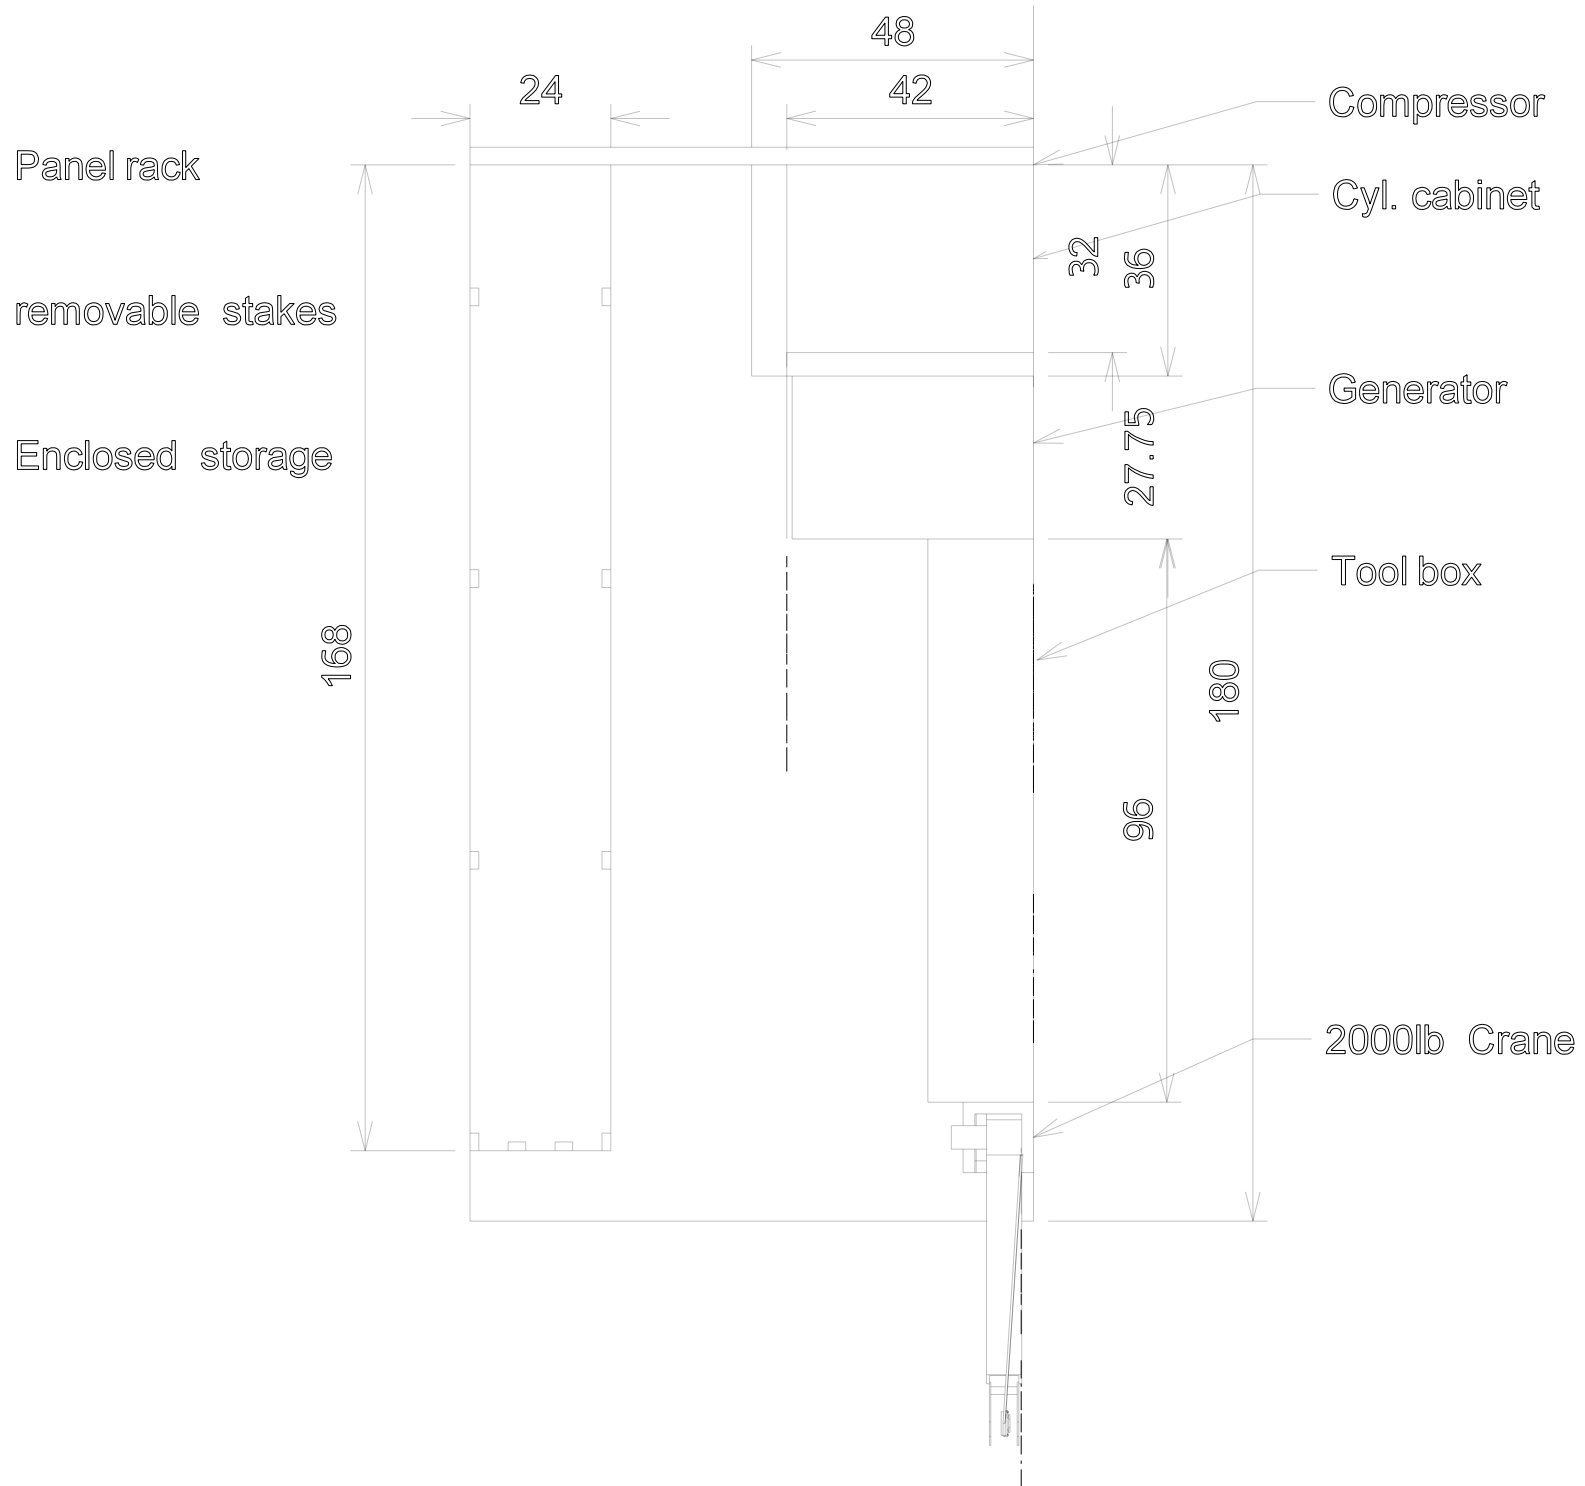 48
24
42
Compressor
Panel rack
Cyl. cabinet
32
36
removable stakes
Generator
27.75
Enclosed storage
Tool box
168
180
96
2000lb Crane